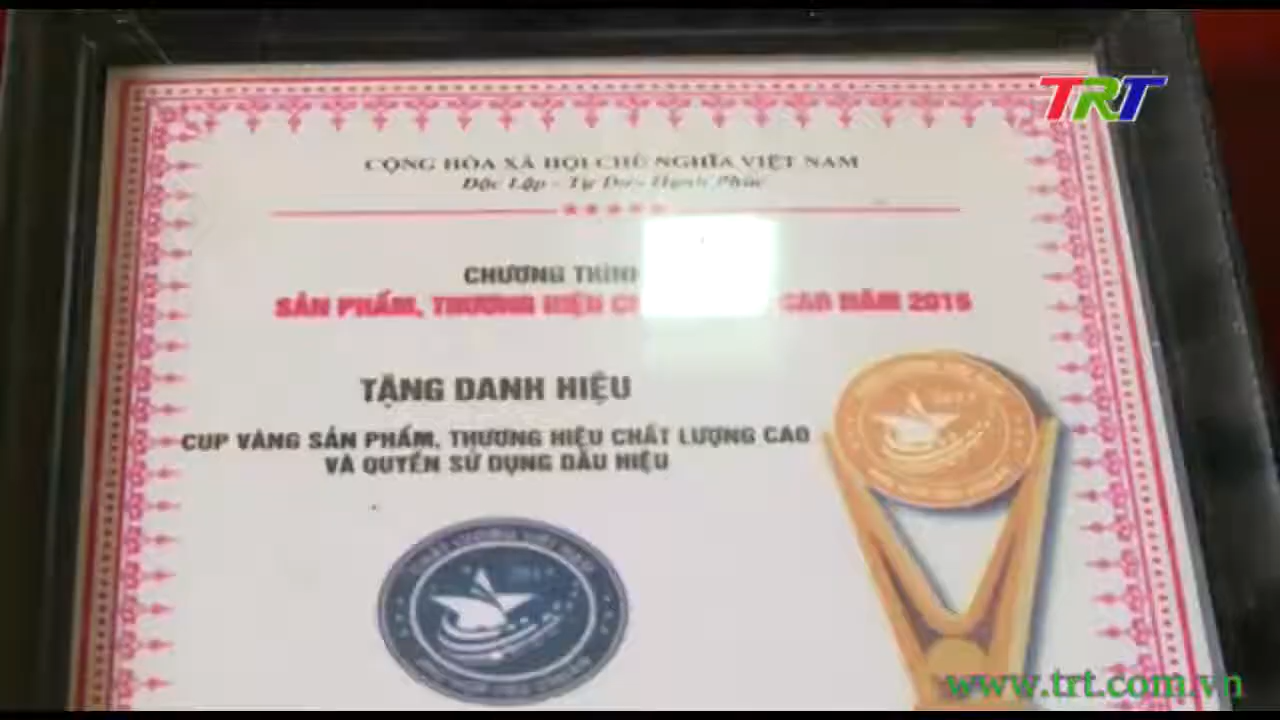 TRT
CỘNG HÒA XÃ HỘI CHỦ NGHĨA VIỆT NAM
Độc Lập - Tự Do - Hạnh Phúc
CHƯƠNG TRÌNH
SẢN PHẨM, THƯƠNG HIỆU CAO NĂM 2015
TẶNG DANH HIỆU
CUP VÀNG SẢN PHẨM, THƯƠNG HIỆU CHẤT LƯỢNG CAO
VÀ QUYỀN SỬ DỤNG DẤU HIỆU
www.trt.com.vn